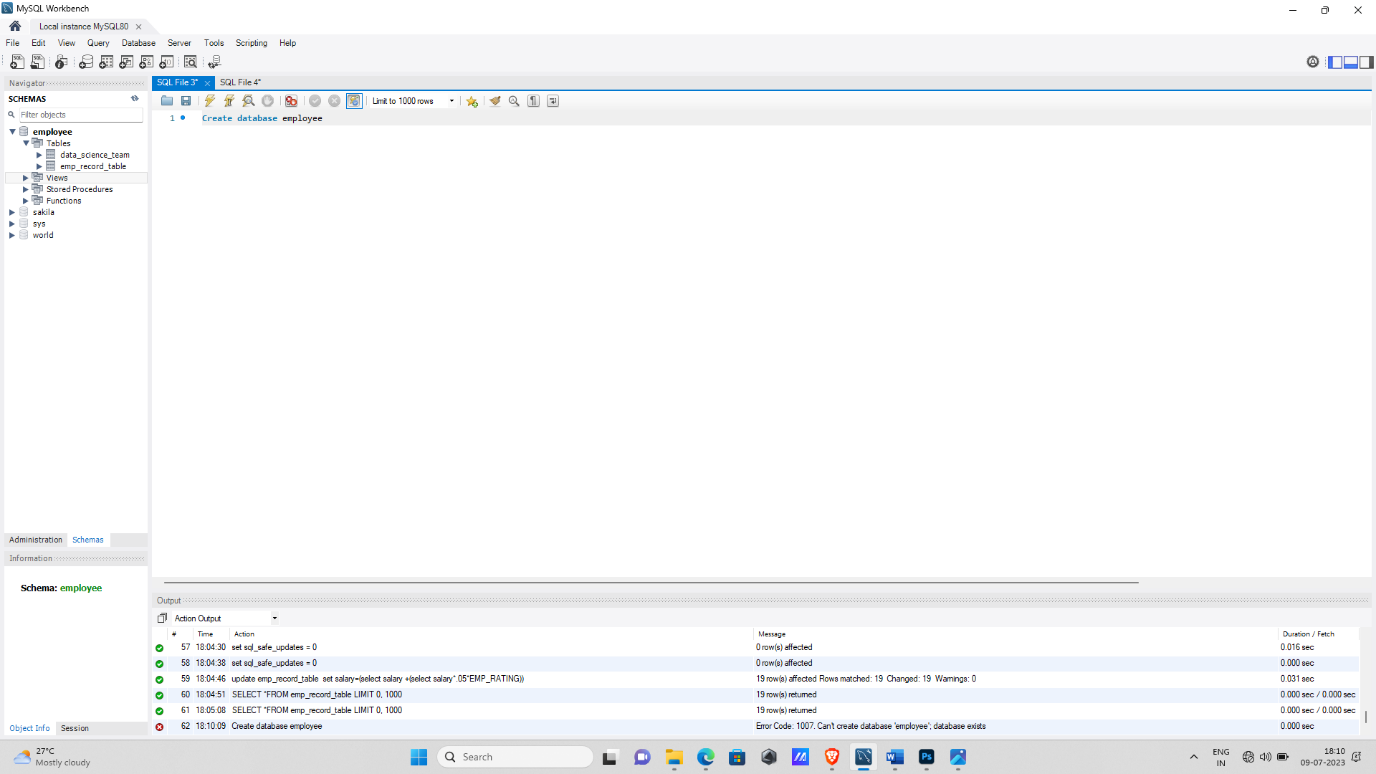 MySQL Workbench
Local instance MySQL80
File Edit View Query Database Server Tools Scripting Help
Navigator
SCHEMAS
Filter objects
employee
Tables
data_science_team
emp_record_table
Views
Stored Procedures
Functions
sakila
sys
world
Administration Schemas
Information
Schema: employee
Object Info Session
SQL File 3* SQL File 4*
Limit to 1000 rows
1 Create database employee
Output
Action Output
# Time Action Message Duration / Fetch
57 18:04:30 set sql_safe_updates = 0 0 row(s) affected 0.016 sec
58 18:04:38 set sql_safe_updates = 0 0 row(s) affected 0.000 sec
59 18:04:46 update emp_record_table set salary=(select salary +(select salary*.05*EMP_RATING)) 19 row(s) affected Rows matched: 19 Changed: 19 Warnings: 0 0.031 sec
60 18:04:51 SELECT *FROM emp_record_table LIMIT 0, 1000 19 row(s) returned 0.000 sec / 0.000 sec
61 18:05:08 SELECT *FROM emp_record_table LIMIT 0, 1000 19 row(s) returned 0.000 sec / 0.000 sec
62 18:10:09 Create database employee Error Code: 1007. Can't create database 'employee'; database exists 0.000 sec
27°C
Mostly cloudy
Search
ENG
IN
18:10
09-07-2023